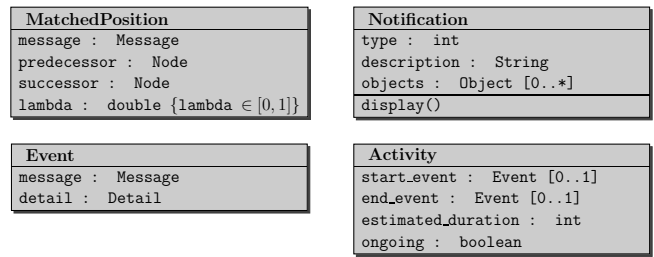 MatchedPosition
message : Message
predecessor : Node
successor : Node
lambda : double {lambda ∈ [0, 1]}
Notification
type : int
description : String
objects : Object [0..*]
display()
Event
message : Message
detail : Detail
Activity
start_event : Event [0..1]
end_event : Event [0..1]
estimated_duration : int
ongoing : boolean